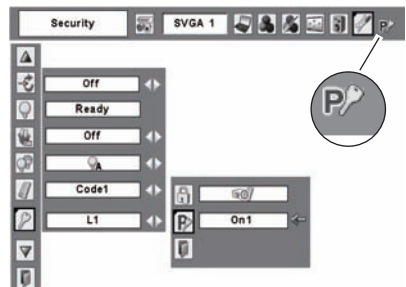 Security SVGA 1 P
P
Off
Ready
Off
A
Code1
L1
P On1